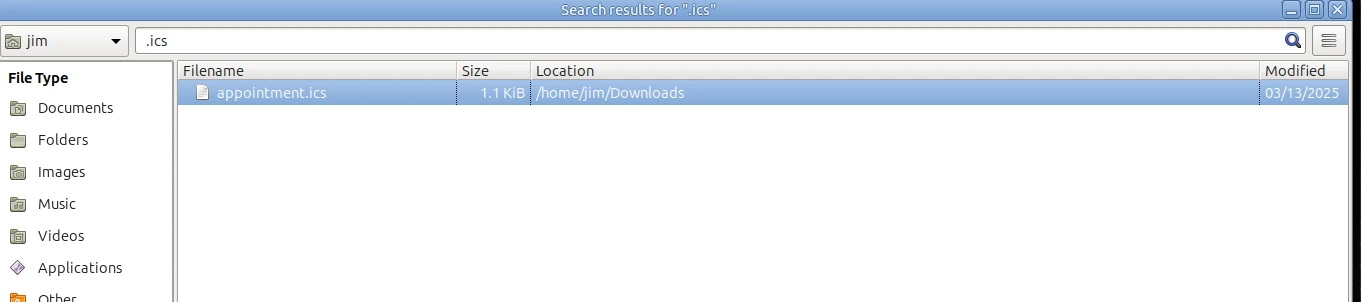 Search results for ".ics"
jim .ics
File Type
Documents
Folders
Images
Music
Videos
Applications
Other
Filename Size Location Modified
appointment.ics 1.1 KiB /home/jim/Downloads 03/13/2025